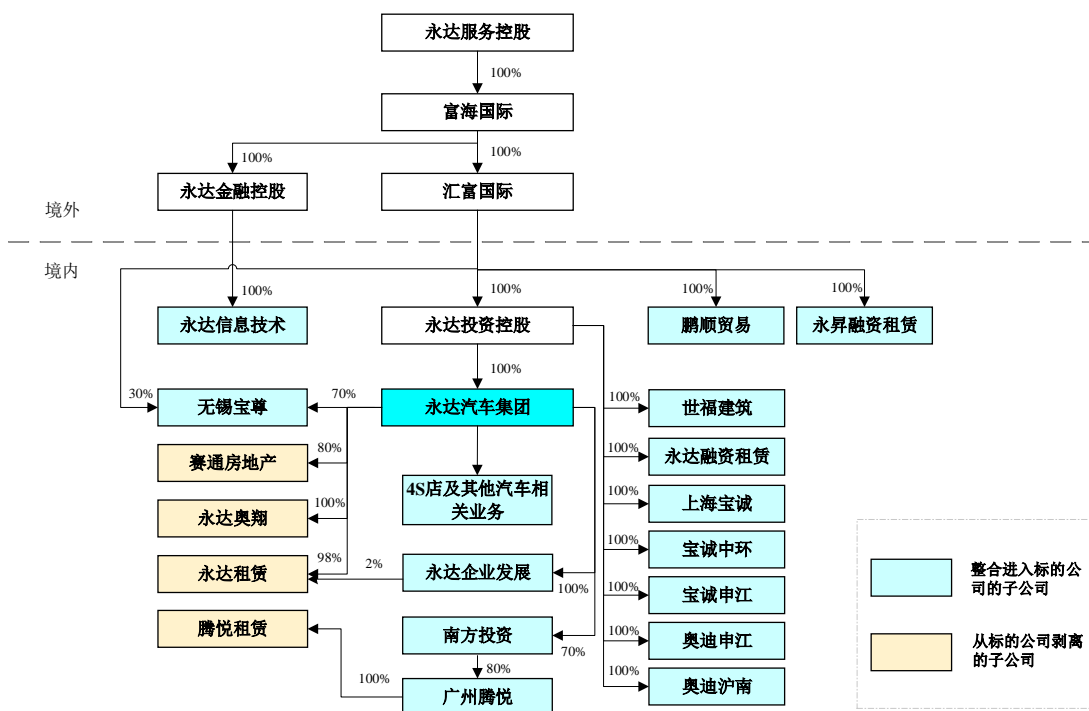 永达服务控股
100%
富海国际
100%
100%
永达金融控股
汇富国际
境外
境内
100%
100%
100%
100%
永达信息技术
永达投资控股
鹏顺贸易
永昇融资租赁
100%
30%
无锡宝尊
70%
永达汽车集团
100%
世福建筑
赛通房地产
80%
4S店及其他汽车相
关业务
100%
永达融资租赁
永达奥翔
100%
100%
上海宝诚
100%
宝诚中环
永达租赁
98%
2%
永达企业发展
100%
100%
宝诚申江
腾悦租赁
南方投资
70%
100%
奥迪申江
80%
100%
广州腾悦
100%
奥迪沪南
整合进入标的公
司的子公司
从标的公司剥离
的子公司